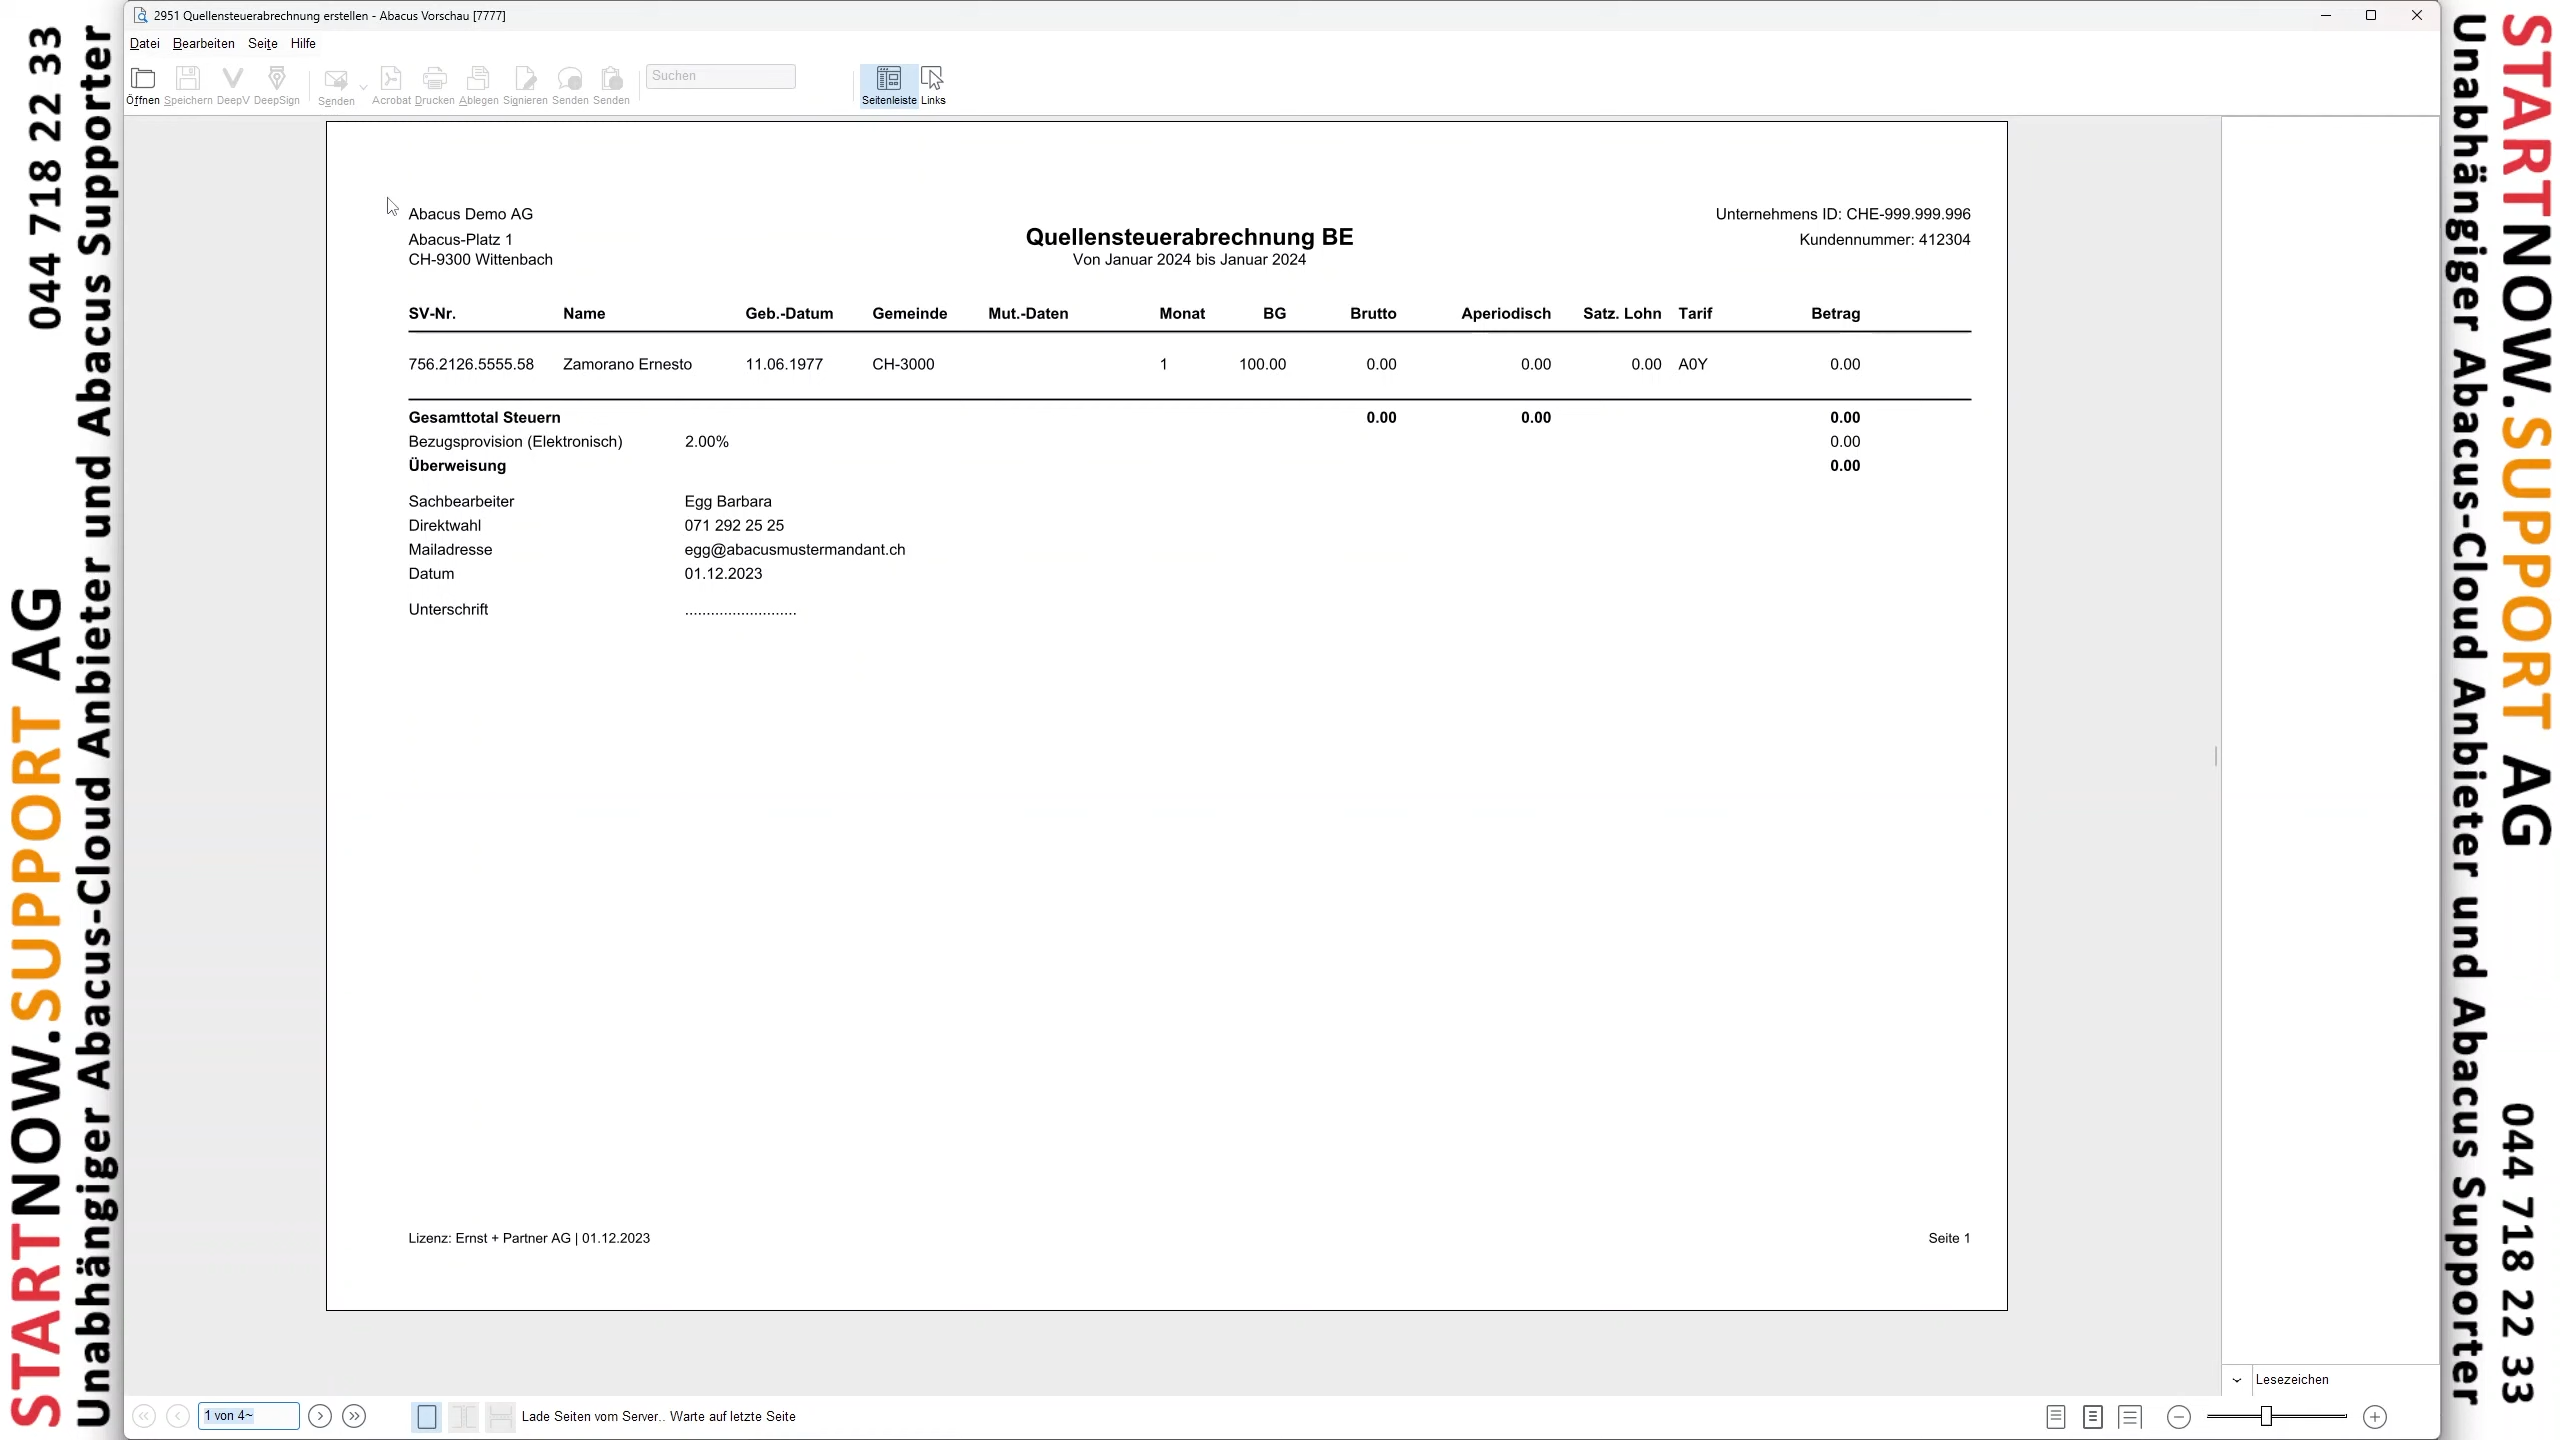 2951 Quellensteuerabrechnung erstellen - Abacus Vorschau [7777]
Datei Bearbeiten Seite Hilfe
Öffnen Speichern DeepV DeepSign Senden Acrobat Drucken Ablegen Signieren Senden Senden Suchen Seitenleiste Links
Abacus Demo AG
Abacus-Platz 1
CH-9300 Wittenbach
Quellensteuerabrechnung BE
Von Januar 2024 bis Januar 2024
Unternehmens ID: CHE-999.999.996
Kundennummer: 412304
SV-Nr. Name Geb.-Datum Gemeinde Mut.-Daten Monat BG Brutto Aperiodisch Satz. Lohn Tarif Betrag
756.2126.5555.58 Zamorano Ernesto 11.06.1977 CH-3000 1 100.00 0.00 0.00 0.00 A0Y 0.00
Gesamttotal Steuern 0.00 0.00 0.00
Bezugsprovision (Elektronisch) 2.00% 0.00
Überweisung 0.00
Sachbearbeiter Egg Barbara
Direktwahl 071 292 25 25
Mailadresse egg@abacusmustermandant.ch
Datum 01.12.2023
Unterschrift ..........................
Lizenz: Ernst + Partner AG | 01.12.2023 Seite 1
Lesezeichen
1 von 4~ Lade Seiten vom Server.. Warte auf letzte Seite
STARTNOW.SUPPORT AG
Unabhängiger Abacus-Cloud Anbieter und Abacus Supporter
044 718 22 33
STARTNOW.SUPPORT AG
Unabhängiger Abacus-Cloud Anbieter und Abacus Supporter
044 718 22 33